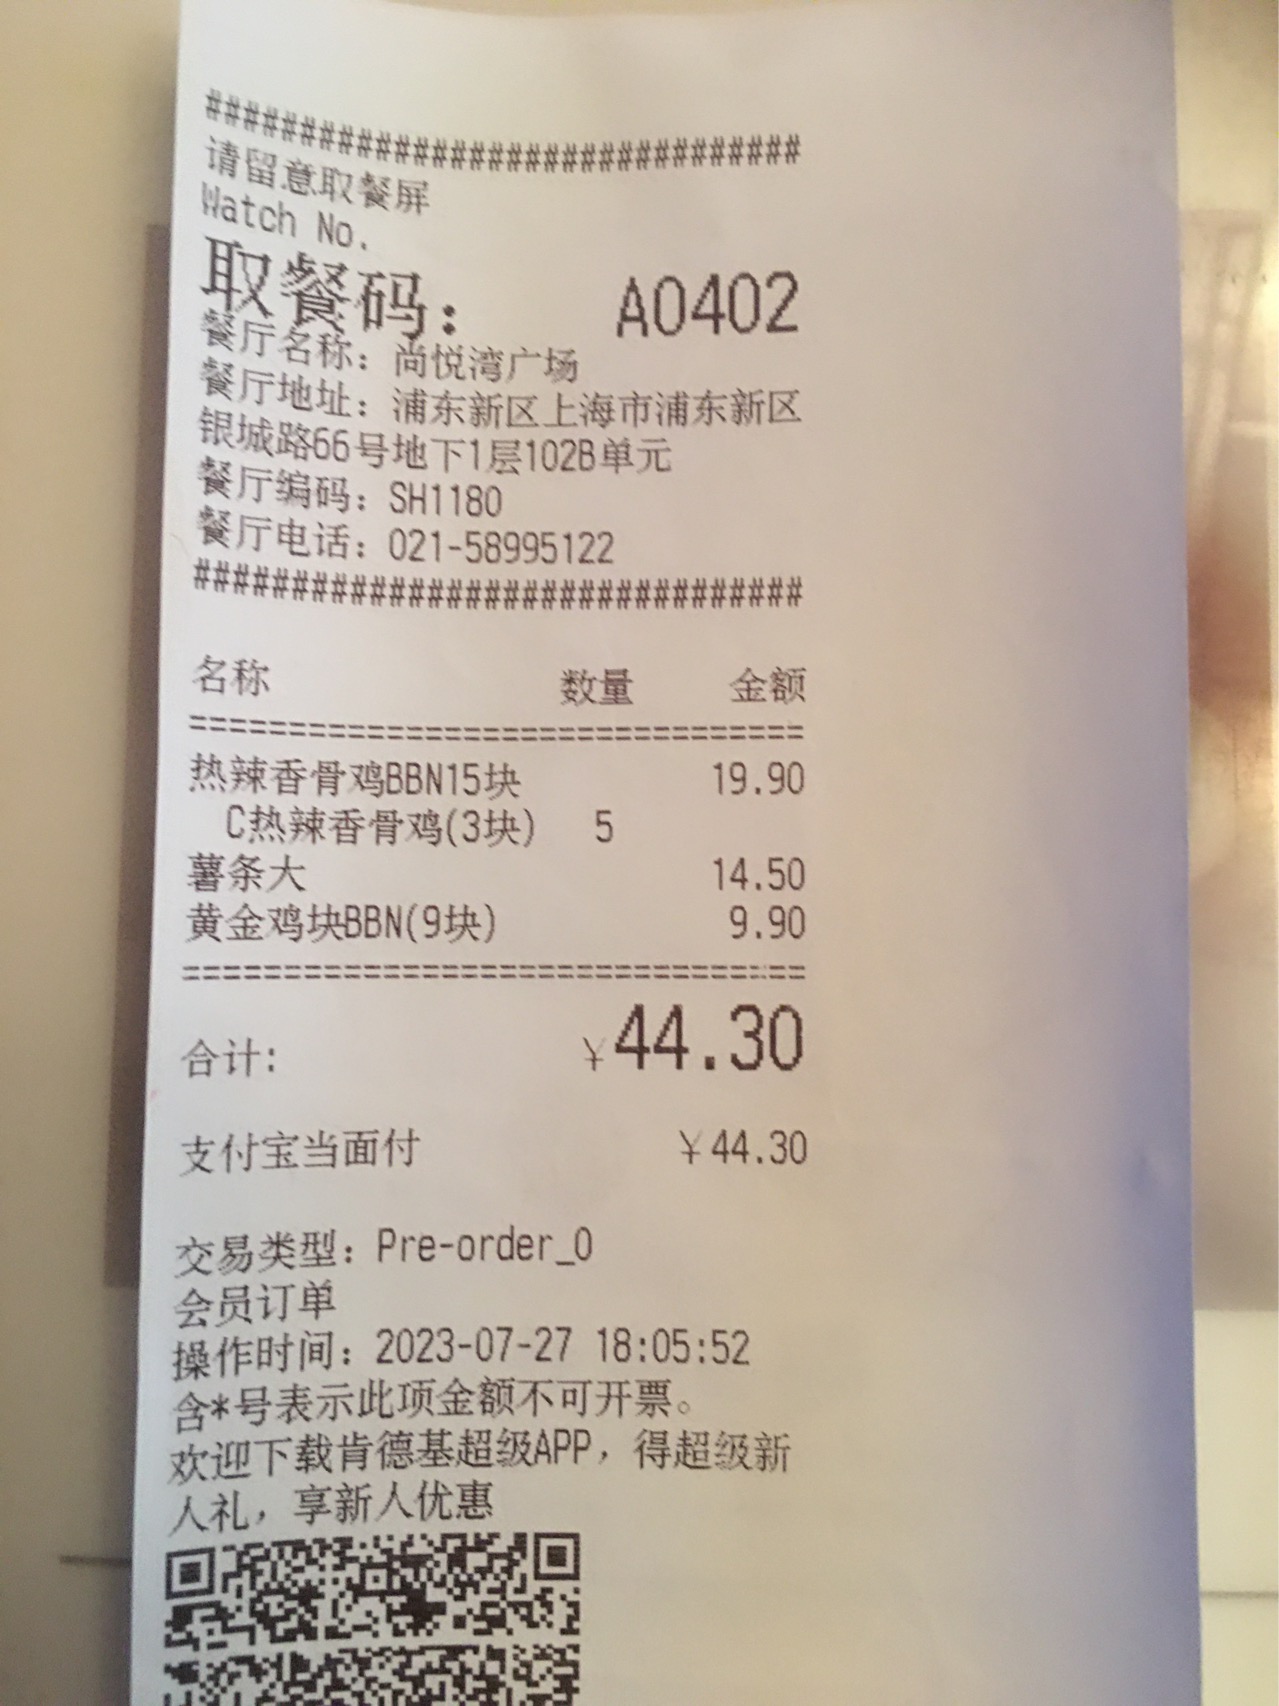 ################################
请留意取餐屏
Watch No.
取餐码： A0402
餐厅名称：尚悦湾广场
餐厅地址：浦东新区上海市浦东新区
银城路66号地下1层102B单元
餐厅编码：SH1180
餐厅电话：021-58995122
################################
名称 数量 金额
================================
热辣香骨鸡BBN15块 19.90
C热辣香骨鸡(3块) 5
薯条大 14.50
黄金鸡块BBN(9块) 9.90
================================
合计: ¥44.30
支付宝当面付 ¥44.30
交易类型：Pre-order_0
会员订单
操作时间：2023-07-27 18:05:52
含*号表示此项金额不可开票。
欢迎下载肯德基超级APP，得超级新
人礼，享新人优惠